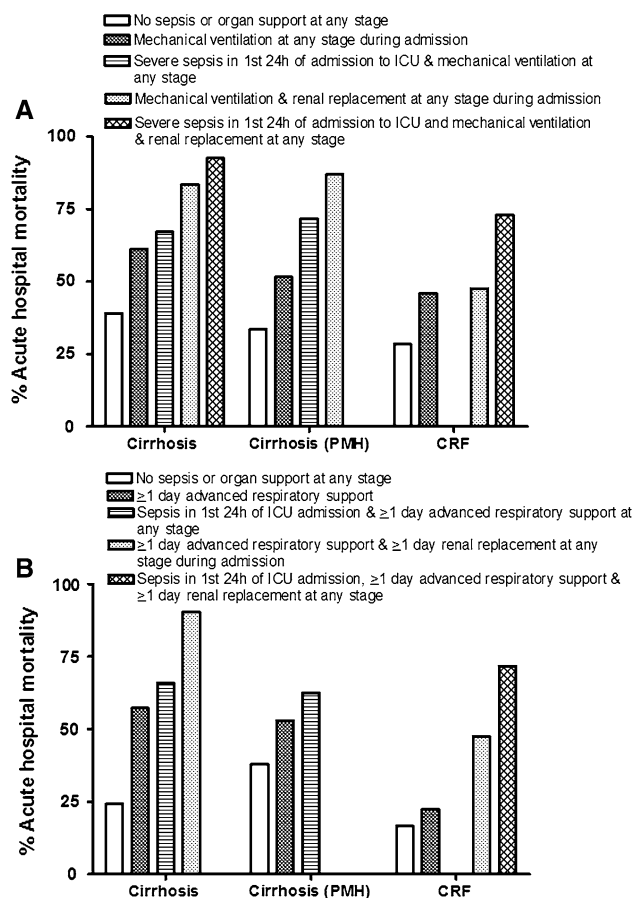 No sepsis or organ support at any stage
Mechanical ventilation at any stage during admission
Severe sepsis in 1st 24h of admission to ICU & mechanical ventilation at
any stage
Mechanical ventilation & renal replacement at any stage during admission
Severe sepsis in 1st 24h of admission to ICU and mechanical ventilation
& renal replacement at any stage
A
% Acute hospital mortality
100
75
50
25
0
Cirrhosis Cirrhosis (PMH) CRF
No sepsis or organ support at any stage
≥1 day advanced respiratory support
Sepsis in 1st 24h of ICU admission & ≥1 day advanced respiratory support at
any stage
≥1 day advanced respiratory support & ≥1 day renal replacement at any
stage during admission
Sepsis in 1st 24h of ICU admission, ≥1 day advanced respiratory support &
≥1 day renal replacement at any stage
B
% Acute hospital mortality
100
75
50
25
0
Cirrhosis Cirrhosis (PMH) CRF